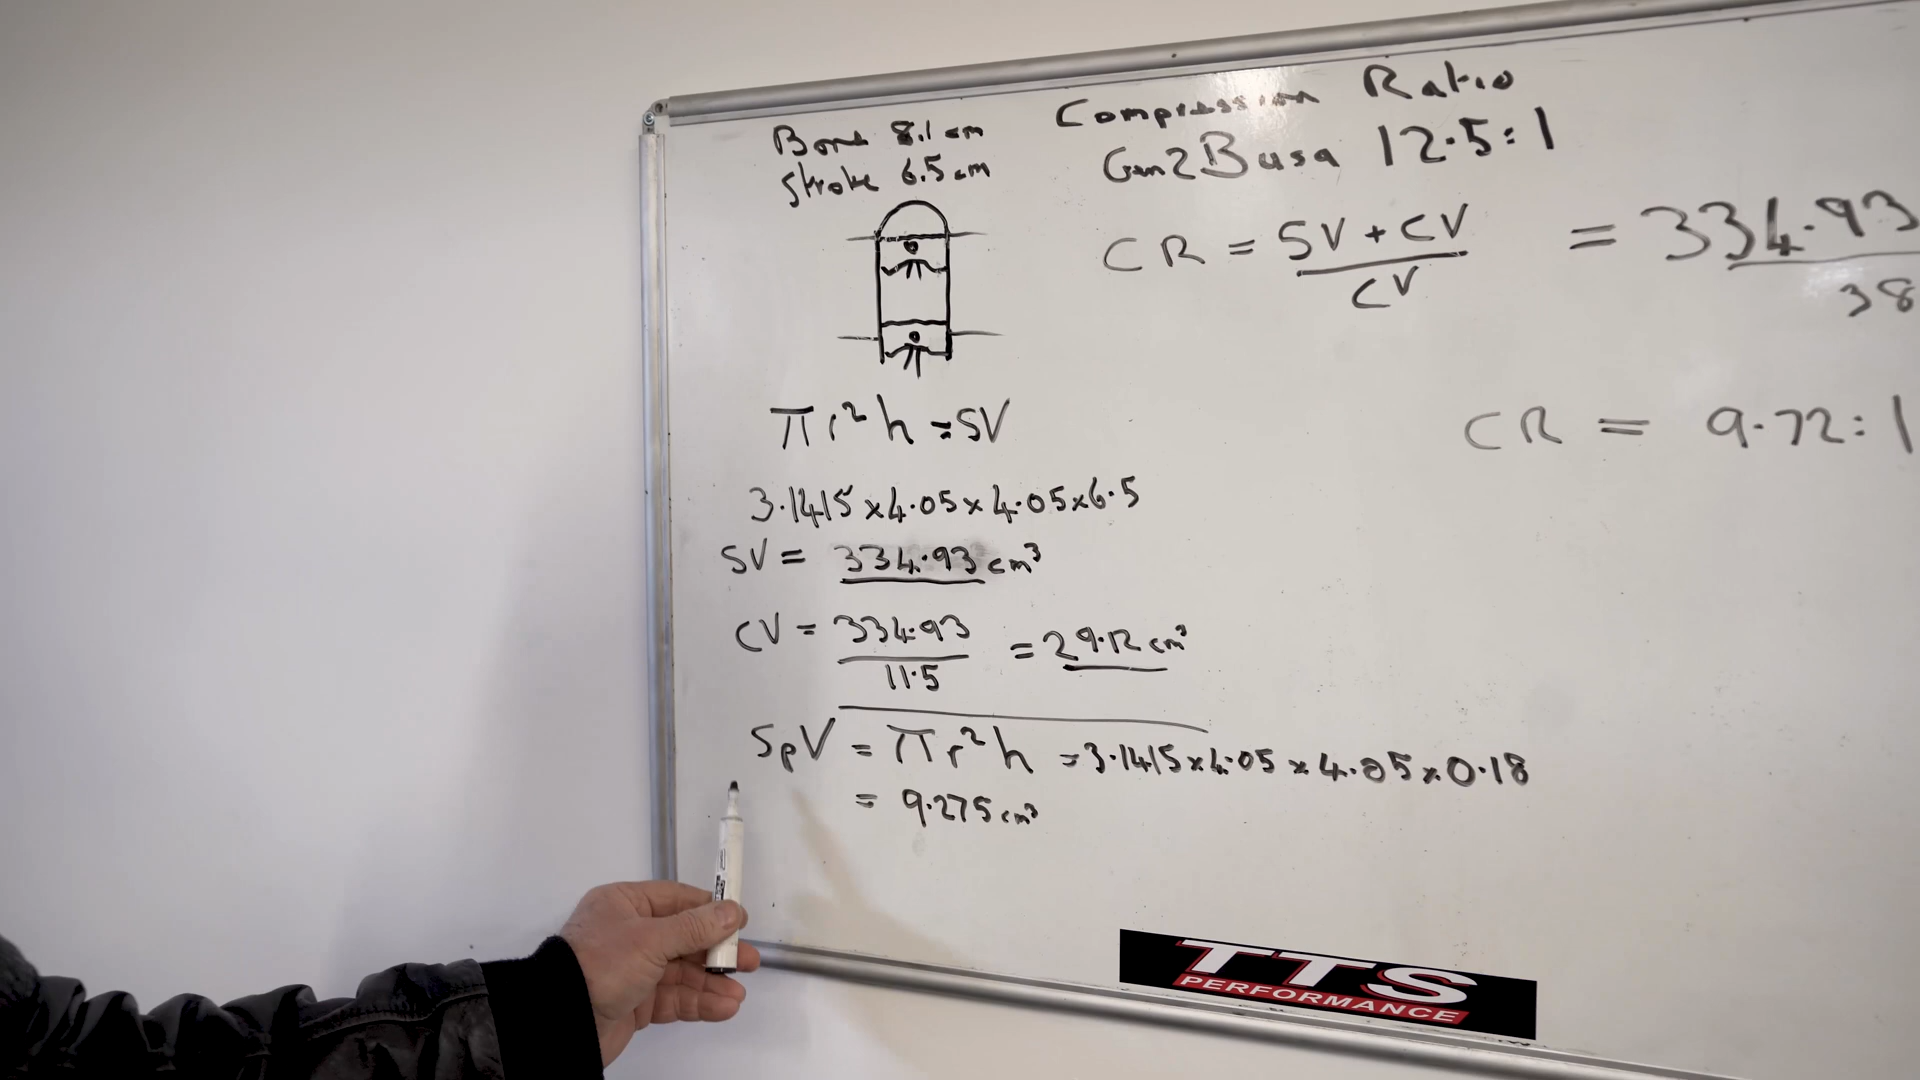 Bore 8.1 cm
Stroke 6.5 cm
Compression Ratio
Gen2 Busa 12.5:1
CR = SV + CV = 334.93
CV 38
CR = 9.72:1
πr²h = SV
3.1415 x 4.05 x 4.05 x 6.5
SV = 334.93 cm³
CV = 334.93 = 29.12 cm³
11.5
SpV = πr²h = 3.1415 x 4.05 x 4.05 x 0.18
= 9.275 cm³
TTS
PERFORMANCE